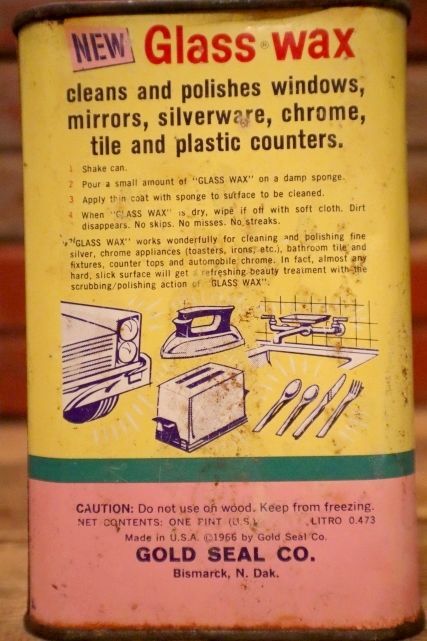 NEW Glass® wax
cleans and polishes windows,
mirrors, silverware, chrome,
tile and plastic counters.
1 Shake can.
2 Pour a small amount of "GLASS WAX" on a damp sponge.
3 Apply thin coat with sponge to surface to be cleaned.
4 When "GLASS WAX" is dry, wipe it off with soft cloth. Dirt
disappears. No skips. No misses. No streaks.
"GLASS WAX" works wonderfully for cleaning and polishing fine
silver, chrome appliances (toasters, irons, etc.), bathroom tile and
fixtures, counter tops and automobile chrome. In fact, almost any
hard, slick surface will get a refreshing beauty treatment with the
scrubbing/polishing action of "GLASS WAX".
CAUTION: Do not use on wood. Keep from freezing.
NET CONTENTS: ONE PINT (U.S.) LITRO 0.473
Made in U.S.A. ©1966 by Gold Seal Co.
GOLD SEAL CO.
Bismarck, N. Dak.